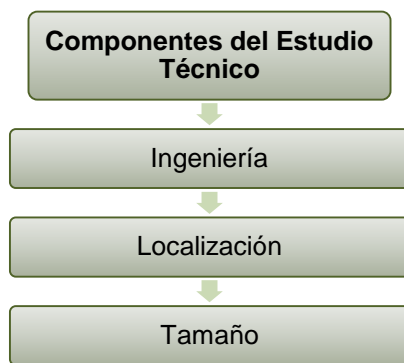 Componentes del Estudio
Técnico
Ingeniería
Localización
Tamaño